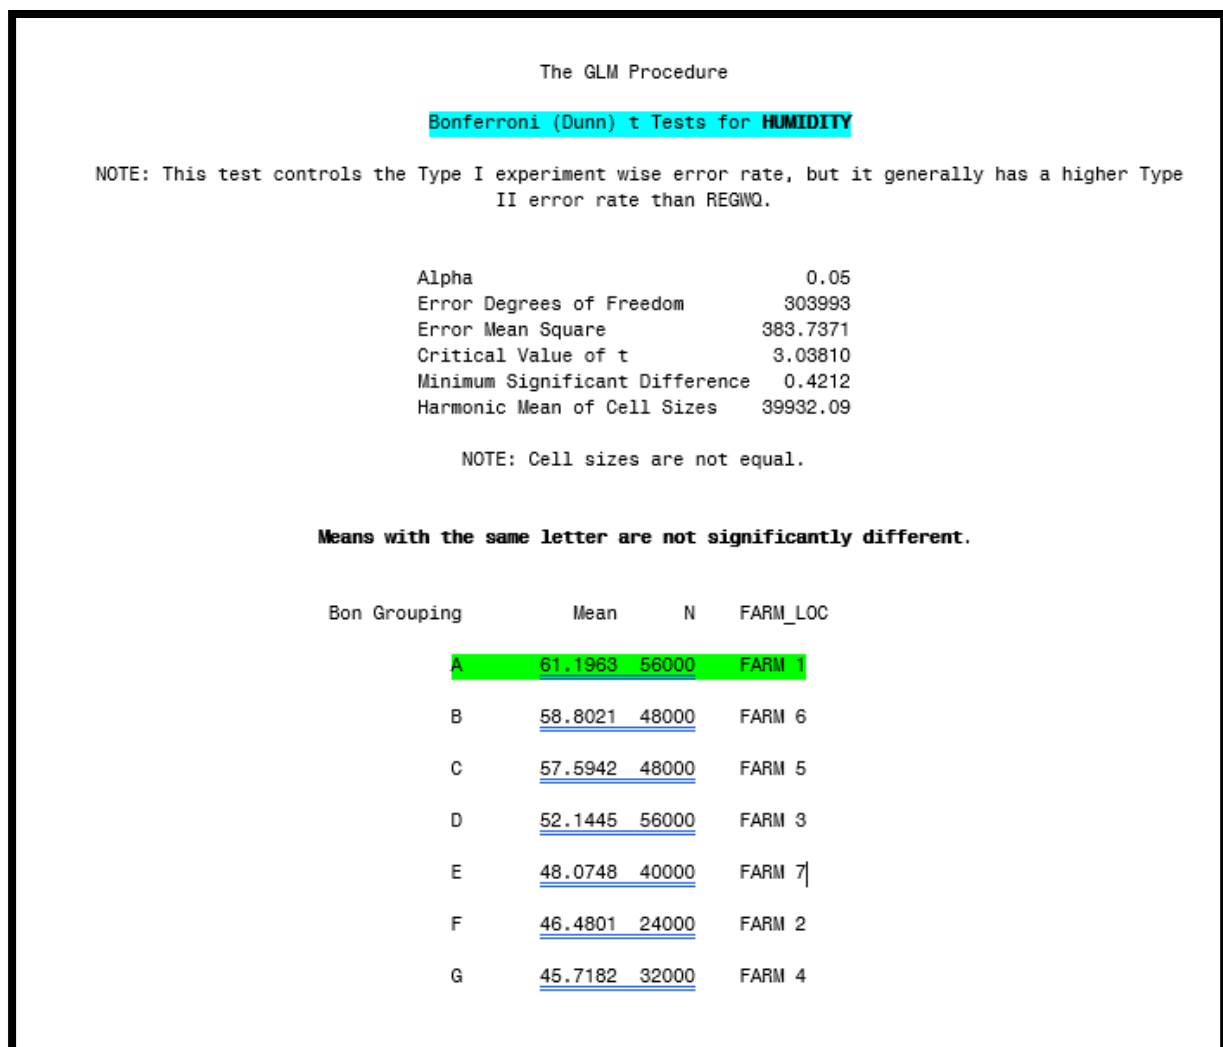 The GLM Procedure
Bonferroni (Dunn) t Tests for HUMIDITY
NOTE: This test controls the Type I experiment wise error rate, but it generally has a higher Type
II error rate than REGWQ.
Alpha 0.05
Error Degrees of Freedom 303993
Error Mean Square 383.7371
Critical Value of t 3.03810
Minimum Significant Difference 0.4212
Harmonic Mean of Cell Sizes 39932.09
NOTE: Cell sizes are not equal.
Means with the same letter are not significantly different.
Bon Grouping Mean N FARM_LOC
A 61.1963 56000 FARM 1
B 58.8021 48000 FARM 6
C 57.5942 48000 FARM 5
D 52.1445 56000 FARM 3
E 48.0748 40000 FARM 7
F 46.4801 24000 FARM 2
G 45.7182 32000 FARM 4